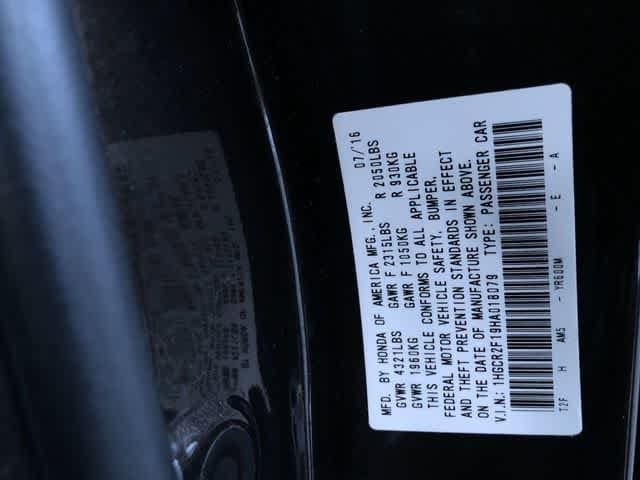 MFD. BY HONDA OF AMERICA MFG., INC. 07/'16
GVWR 4321LBS GAWR F 2315LBS R 2050LBS
GVWR 1960KG GAWR F 1050KG R 930KG
THIS VEHICLE CONFORMS TO ALL APPLICABLE
FEDERAL MOTOR VEHICLE SAFETY, BUMPER,
AND THEFT PREVENTION STANDARDS IN EFFECT
ON THE DATE OF MANUFACTURE SHOWN ABOVE.
V.I.N.: 1HGCR2F19HA018079 TYPE: PASSENGER CAR
T2F H AM5 - YR600M - E - A